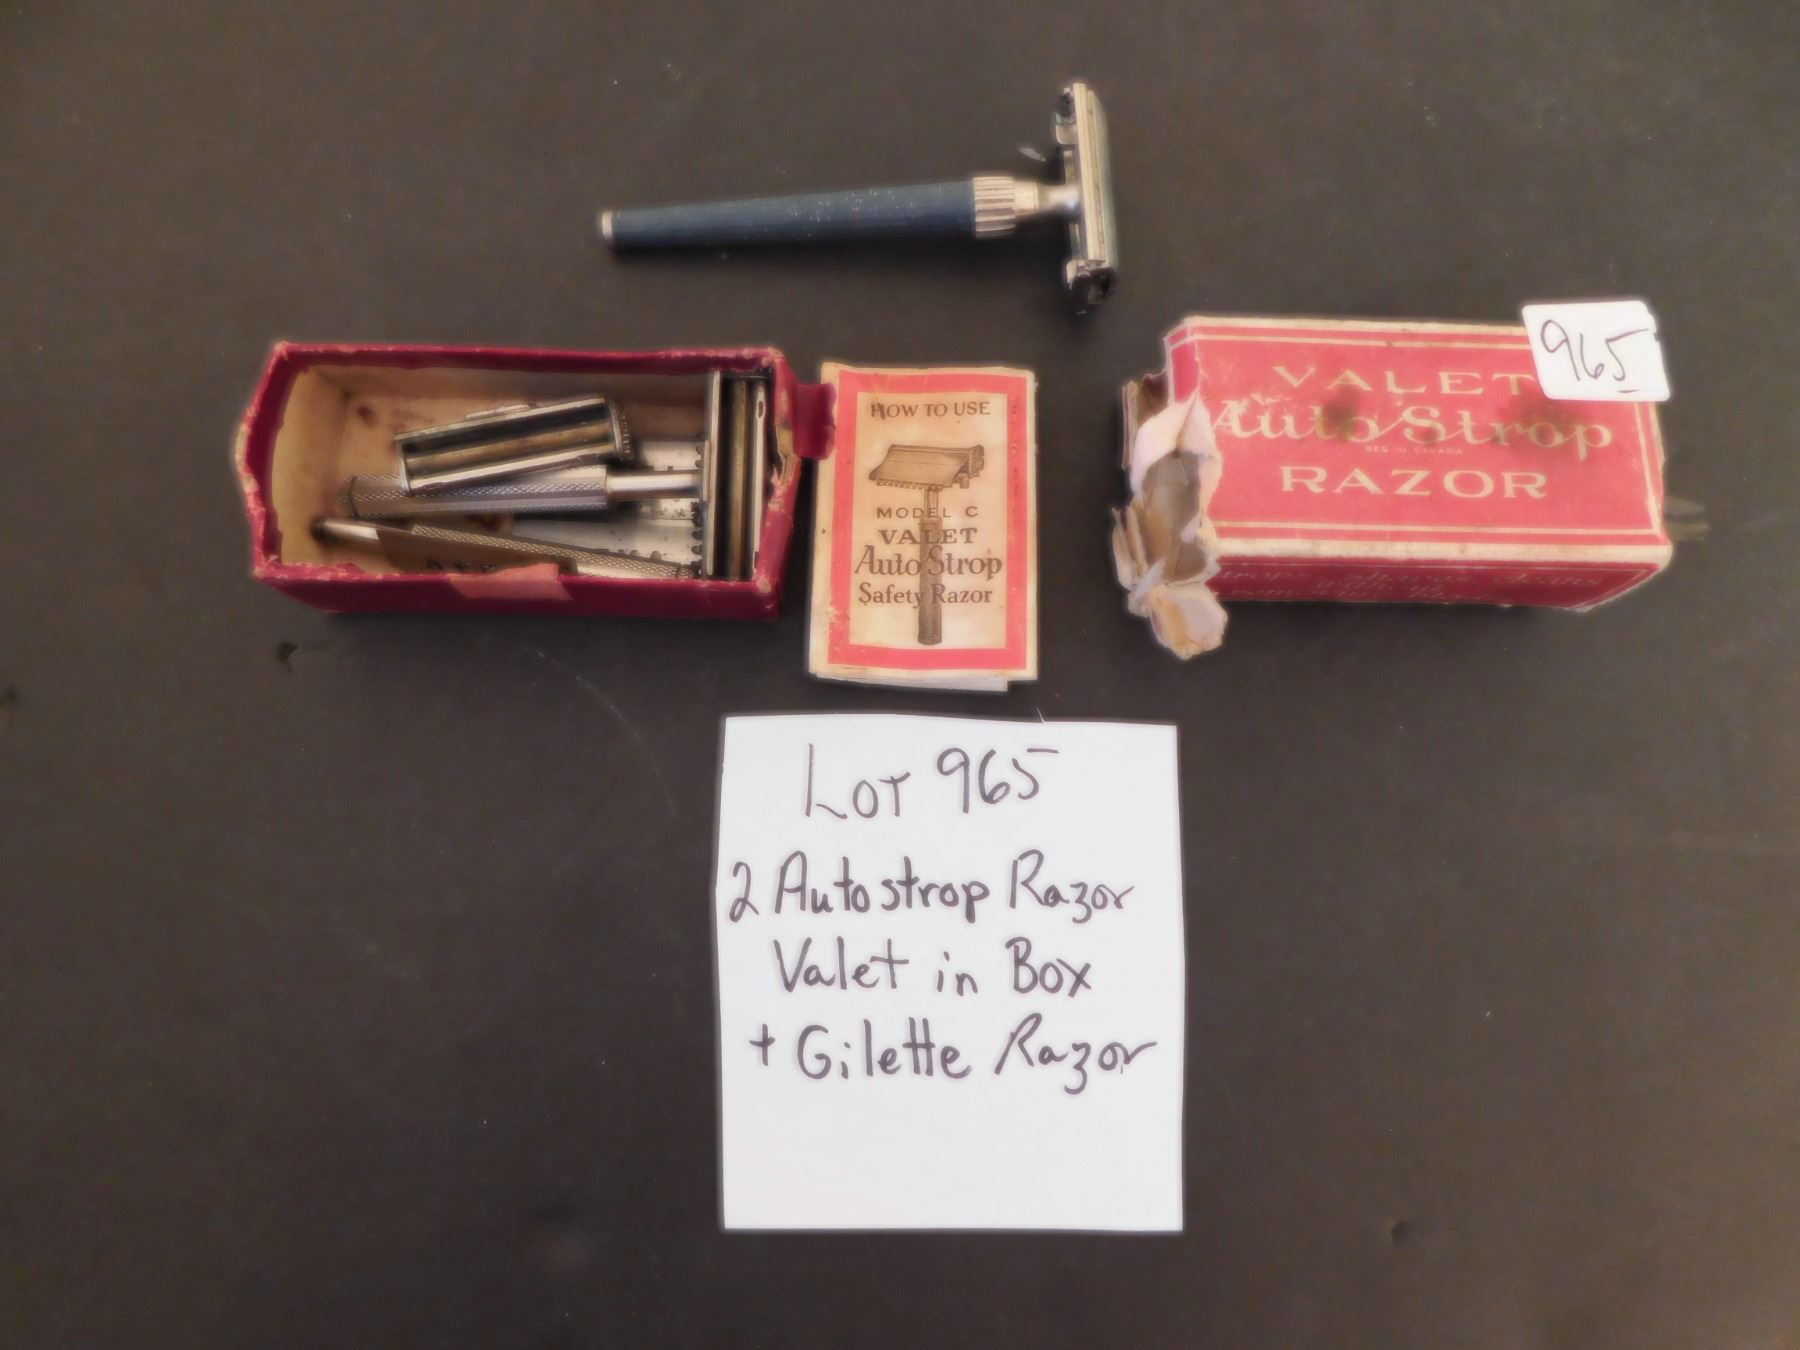 965
VALET
Auto Strop
REG. IN CANADA
RAZOR
HOW TO USE
MODEL C
VALET
Auto Strop
Safety Razor
Lot 965
2 Autostrop Razor
Valet in Box
+ Gilette Razor